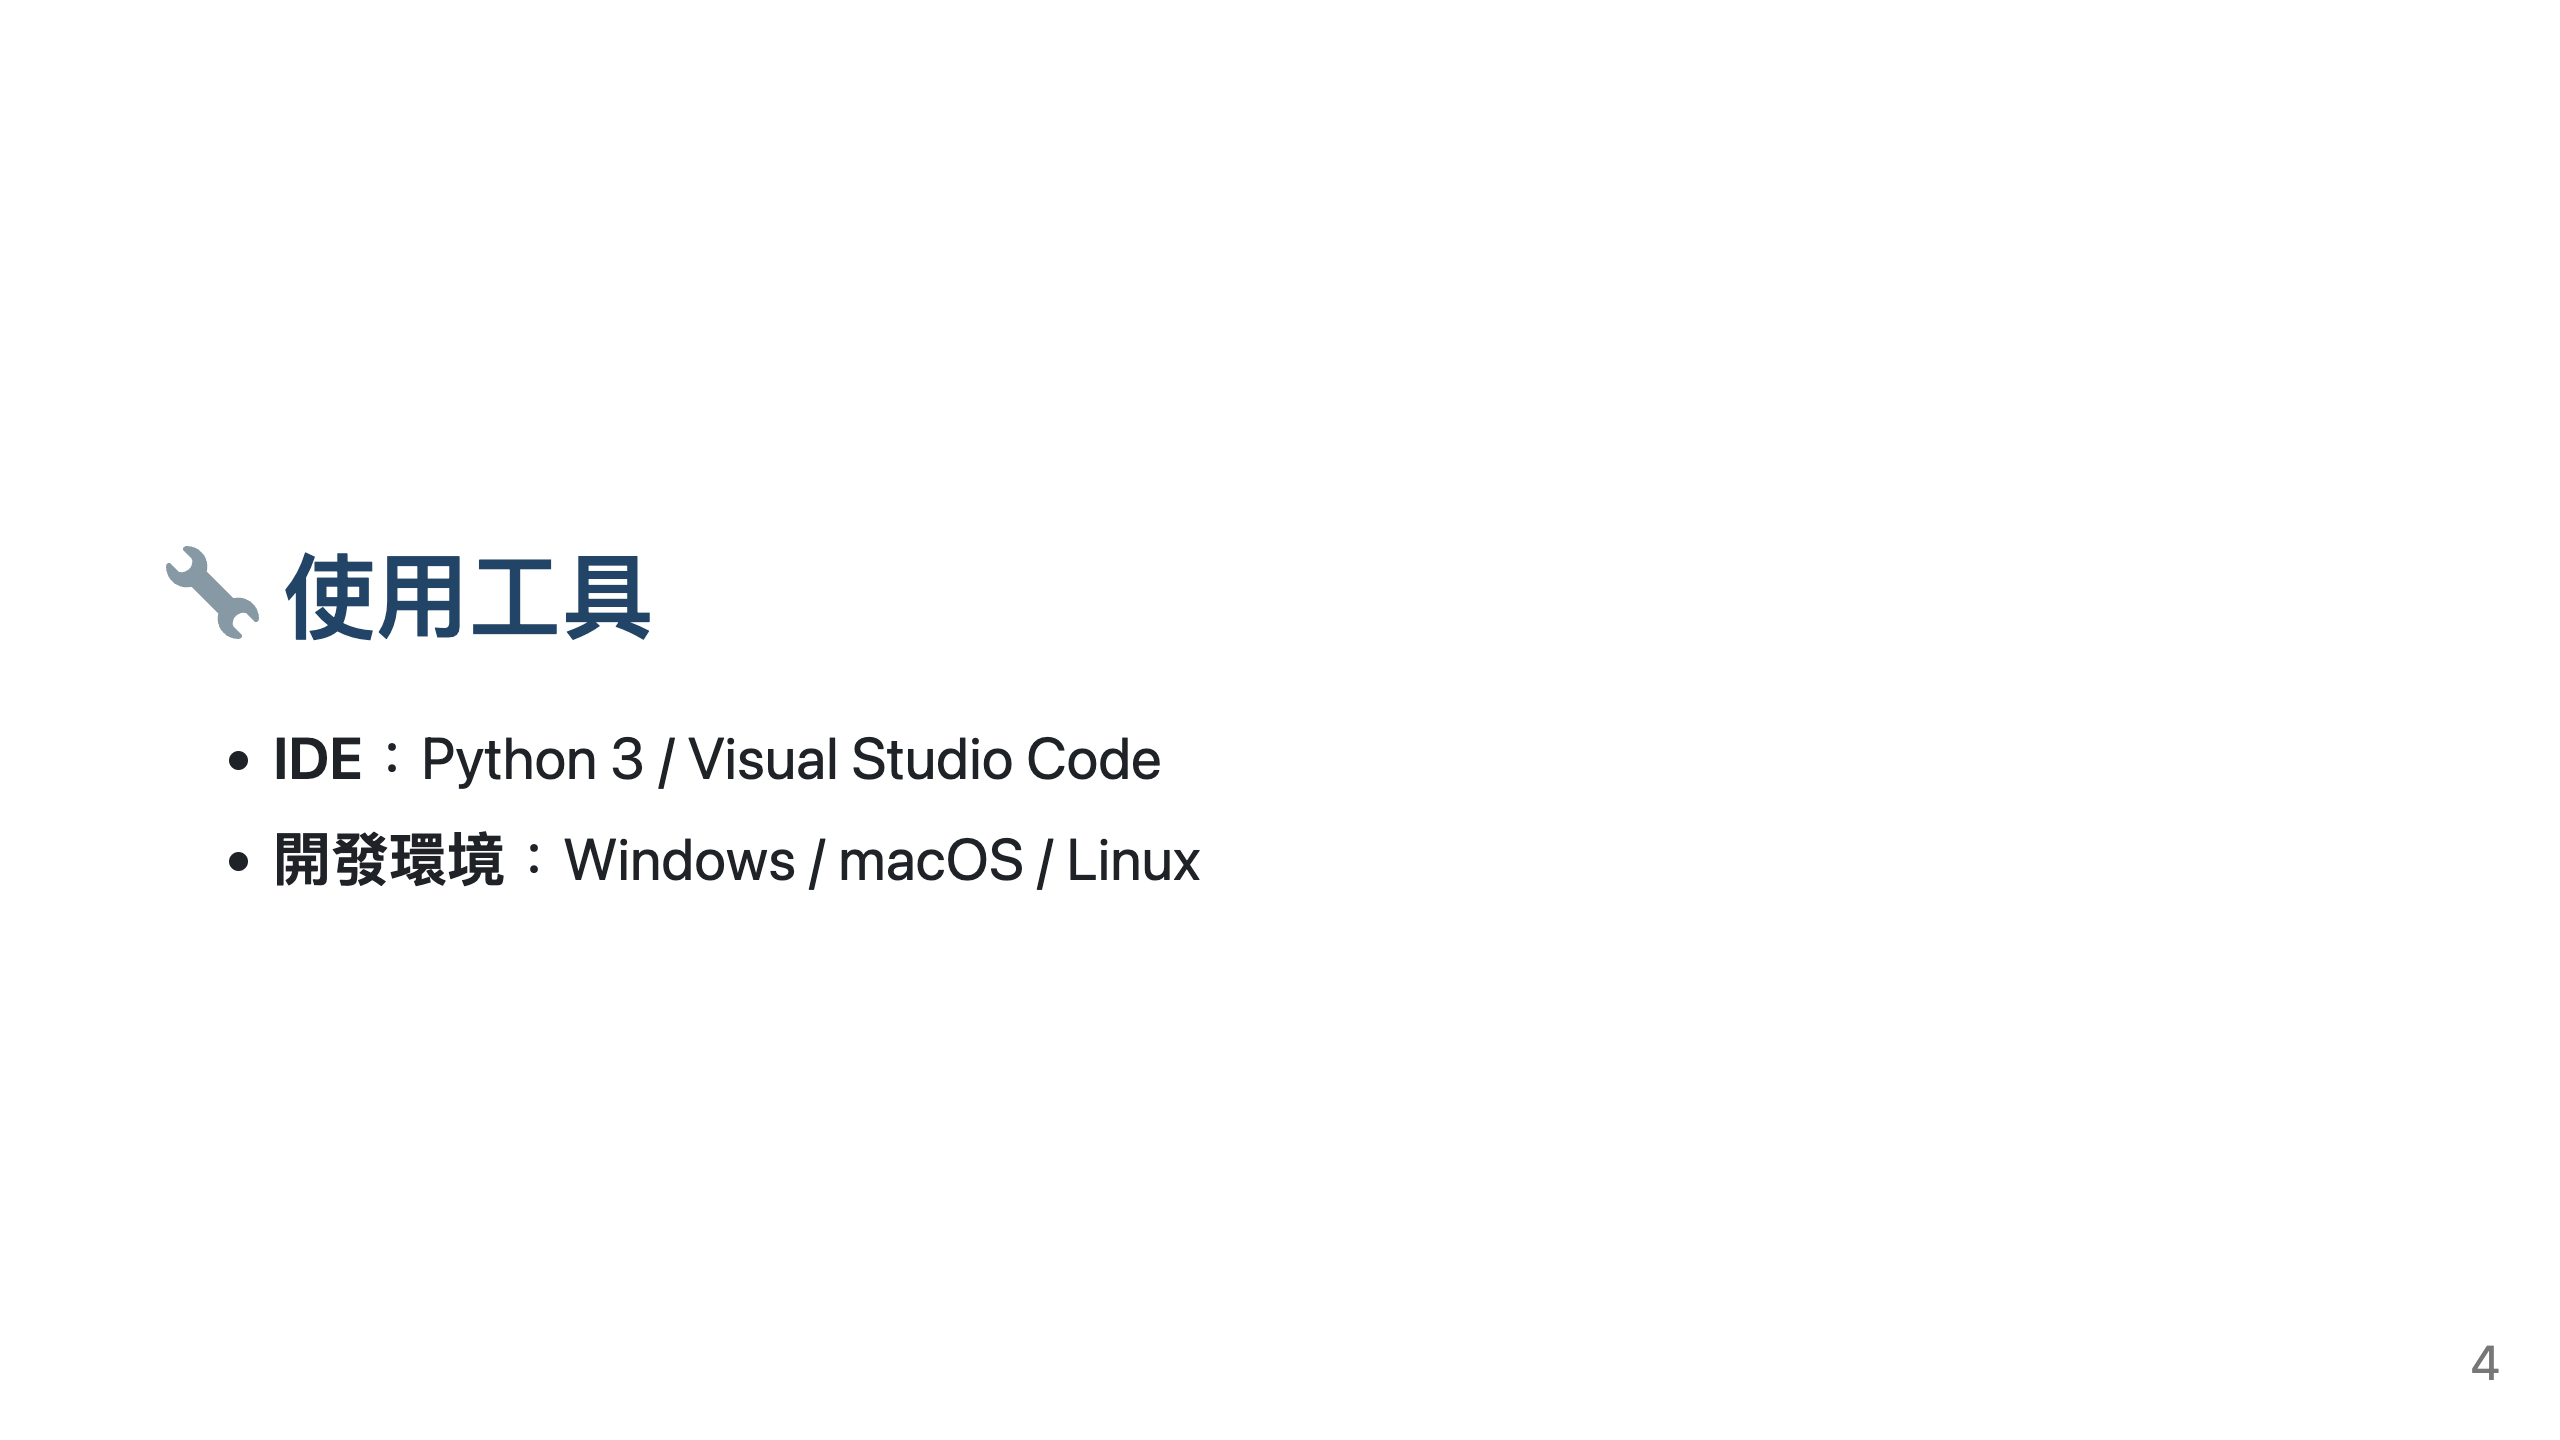 使用工具
IDE：Python 3 / Visual Studio Code
開發環境：Windows / macOS / Linux
4